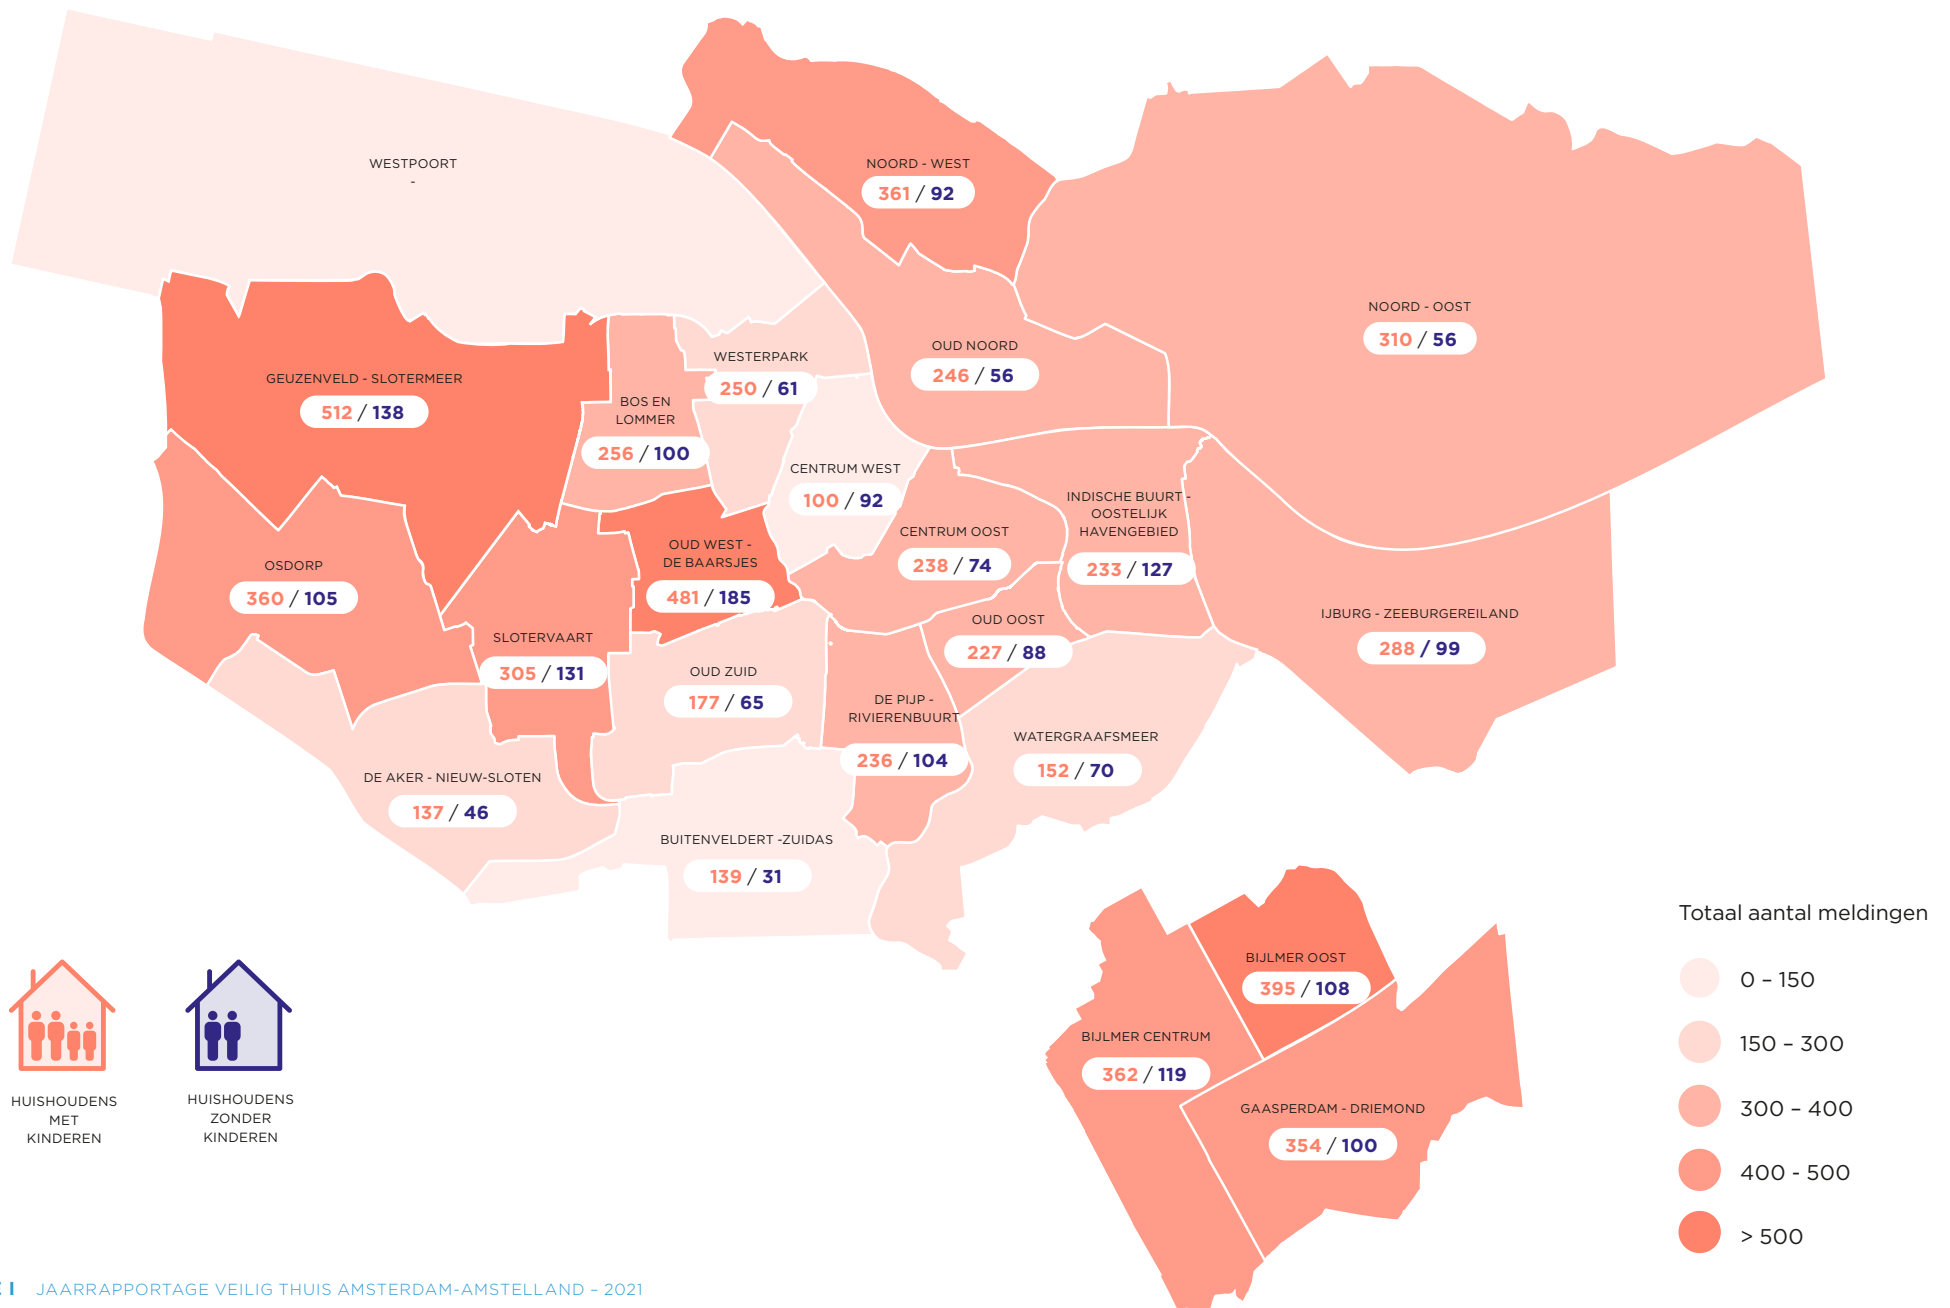 WESTPOORT
-
NOORD - WEST
361 / 92
NOORD - OOST
310 / 56
OUD NOORD
246 / 56
WESTERPARK
250 / 61
GEUZENVELD - SLOTERMEER
512 / 138
BOS EN
LOMMER
256 / 100
CENTRUM WEST
100 / 92
CENTRUM OOST
238 / 74
INDISCHE BUURT -
OOSTELIJK
HAVENGEBIED
233 / 127
OUD WEST -
DE BAARSJES
481 / 185
OSDORP
360 / 105
SLOTERVAART
305 / 131
OUD ZUID
177 / 65
OUD OOST
227 / 88
IJBURG - ZEEBURGEREILAND
288 / 99
DE PIJP -
RIVIERENBUURT
236 / 104
WATERGRAAFSMEER
152 / 70
DE AKER - NIEUW-SLOTEN
137 / 46
BUITENVELDERT -ZUIDAS
139 / 31
BIJLMER OOST
395 / 108
BIJLMER CENTRUM
362 / 119
GAASPERDAM - DRIEMOND
354 / 100
HUISHOUDENS
MET
KINDEREN
HUISHOUDENS
ZONDER
KINDEREN
Totaal aantal meldingen
0 – 150
150 – 300
300 – 400
400 - 500
> 500
JAARRAPPORTAGE VEILIG THUIS AMSTERDAM-AMSTELLAND – 2021